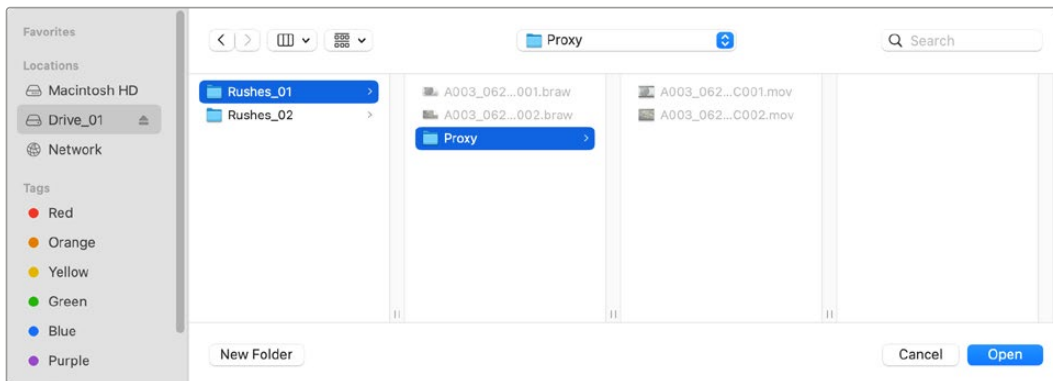 Favorites
Locations
Macintosh HD
Drive_01
Network
Tags
Red
Orange
Yellow
Green
Blue
Purple
Proxy
Search
Rushes_01
Rushes_02
A003_062...001.braw
A003_062...002.braw
Proxy
A003_062...C001.mov
A003_062...C002.mov
New Folder
Cancel
Open